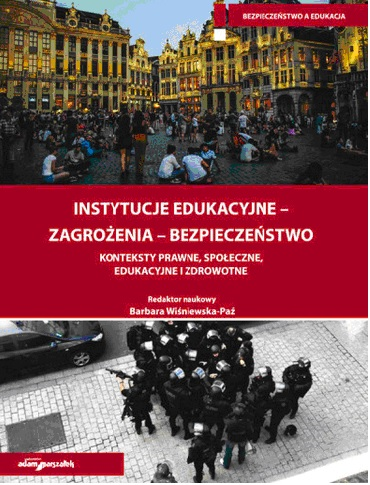 BEZPIECZEŃSTWO A EDUKACJA
INSTYTUCJE EDUKACYJNE –
ZAGROŻENIA – BEZPIECZEŃSTWO
KONTEKSTY PRAWNE, SPOŁECZNE,
EDUKACYJNE I ZDROWOTNE
Redaktor naukowy
Barbara Wiśniewska-Paź
adam marszałek